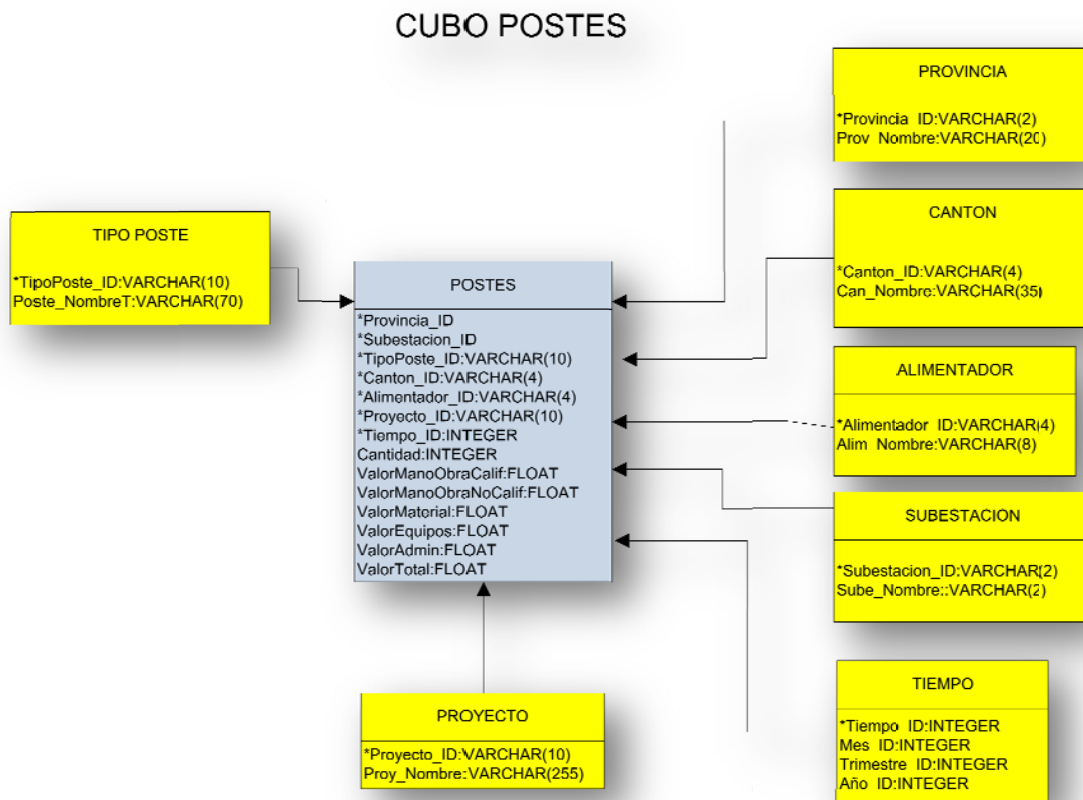 CUBO POSTES
PROVINCIA
*Provincia_ID:VARCHAR(2)
Prov_Nombre:VARCHAR(20)
CANTON
*Canton_ID:VARCHAR(4)
Can_Nombre:VARCHAR(35)
TIPO POSTE
*TipoPoste_ID:VARCHAR(10)
Poste_NombreT:VARCHAR(70)
POSTES
*Provincia_ID
*Subestacion_ID
*TipoPoste_ID:VARCHAR(10)
*Canton_ID:VARCHAR(4)
*Alimentador_ID:VARCHAR(4)
*Proyecto_ID:VARCHAR(10)
*Tiempo_ID:INTEGER
Cantidad:INTEGER
ValorManoObraCalif:FLOAT
ValorManoObraNoCalif:FLOAT
ValorMaterial:FLOAT
ValorEquipos:FLOAT
ValorAdmin:FLOAT
ValorTotal:FLOAT
ALIMENTADOR
*Alimentador_ID:VARCHAR(4)
Alim_Nombre:VARCHAR(8)
SUBESTACION
*Subestacion_ID:VARCHAR(2)
Sube_Nombre::VARCHAR(2)
TIEMPO
*Tiempo_ID:INTEGER
Mes_ID:INTEGER
Trimestre_ID:INTEGER
Año_ID:INTEGER
PROYECTO
*Proyecto_ID:VARCHAR(10)
Proy_Nombre:VARCHAR(255)